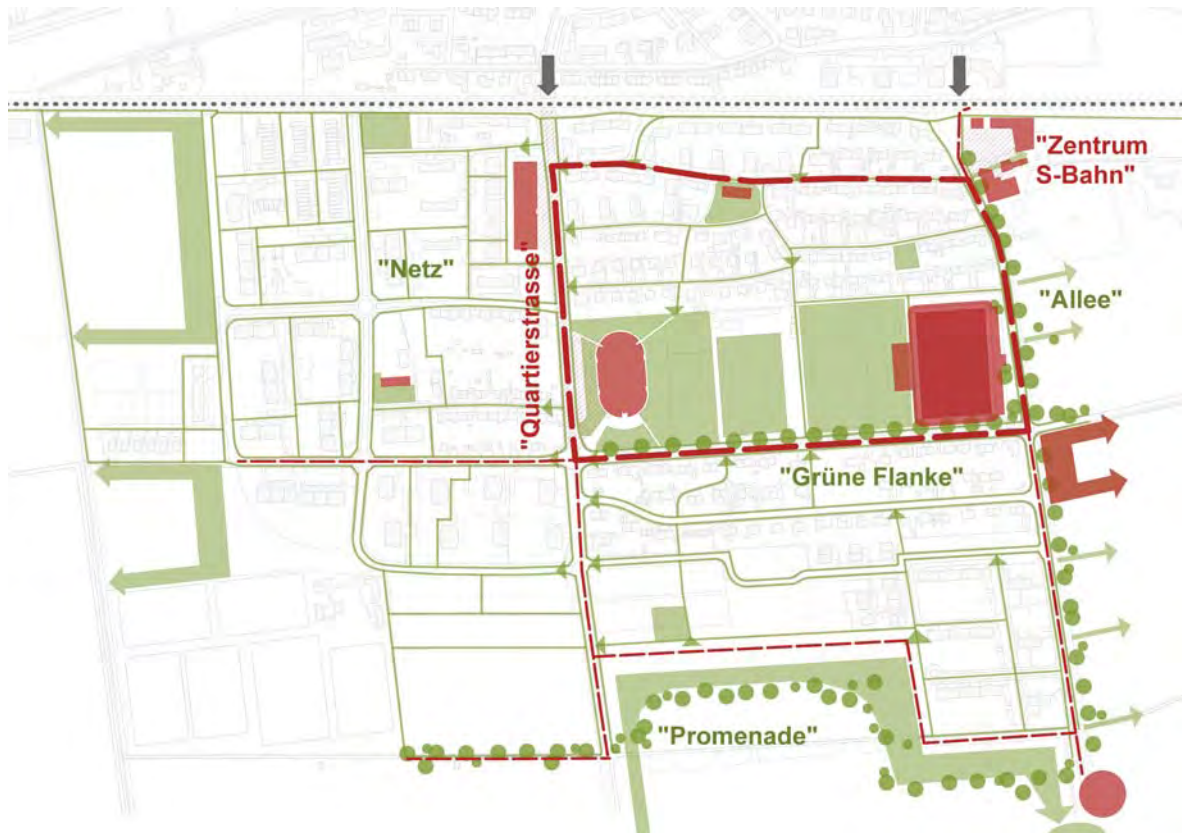 "Zentrum
S-Bahn"
"Netz"
"Quartierstrasse"
"Allee"
"Grüne Flanke"
"Promenade"